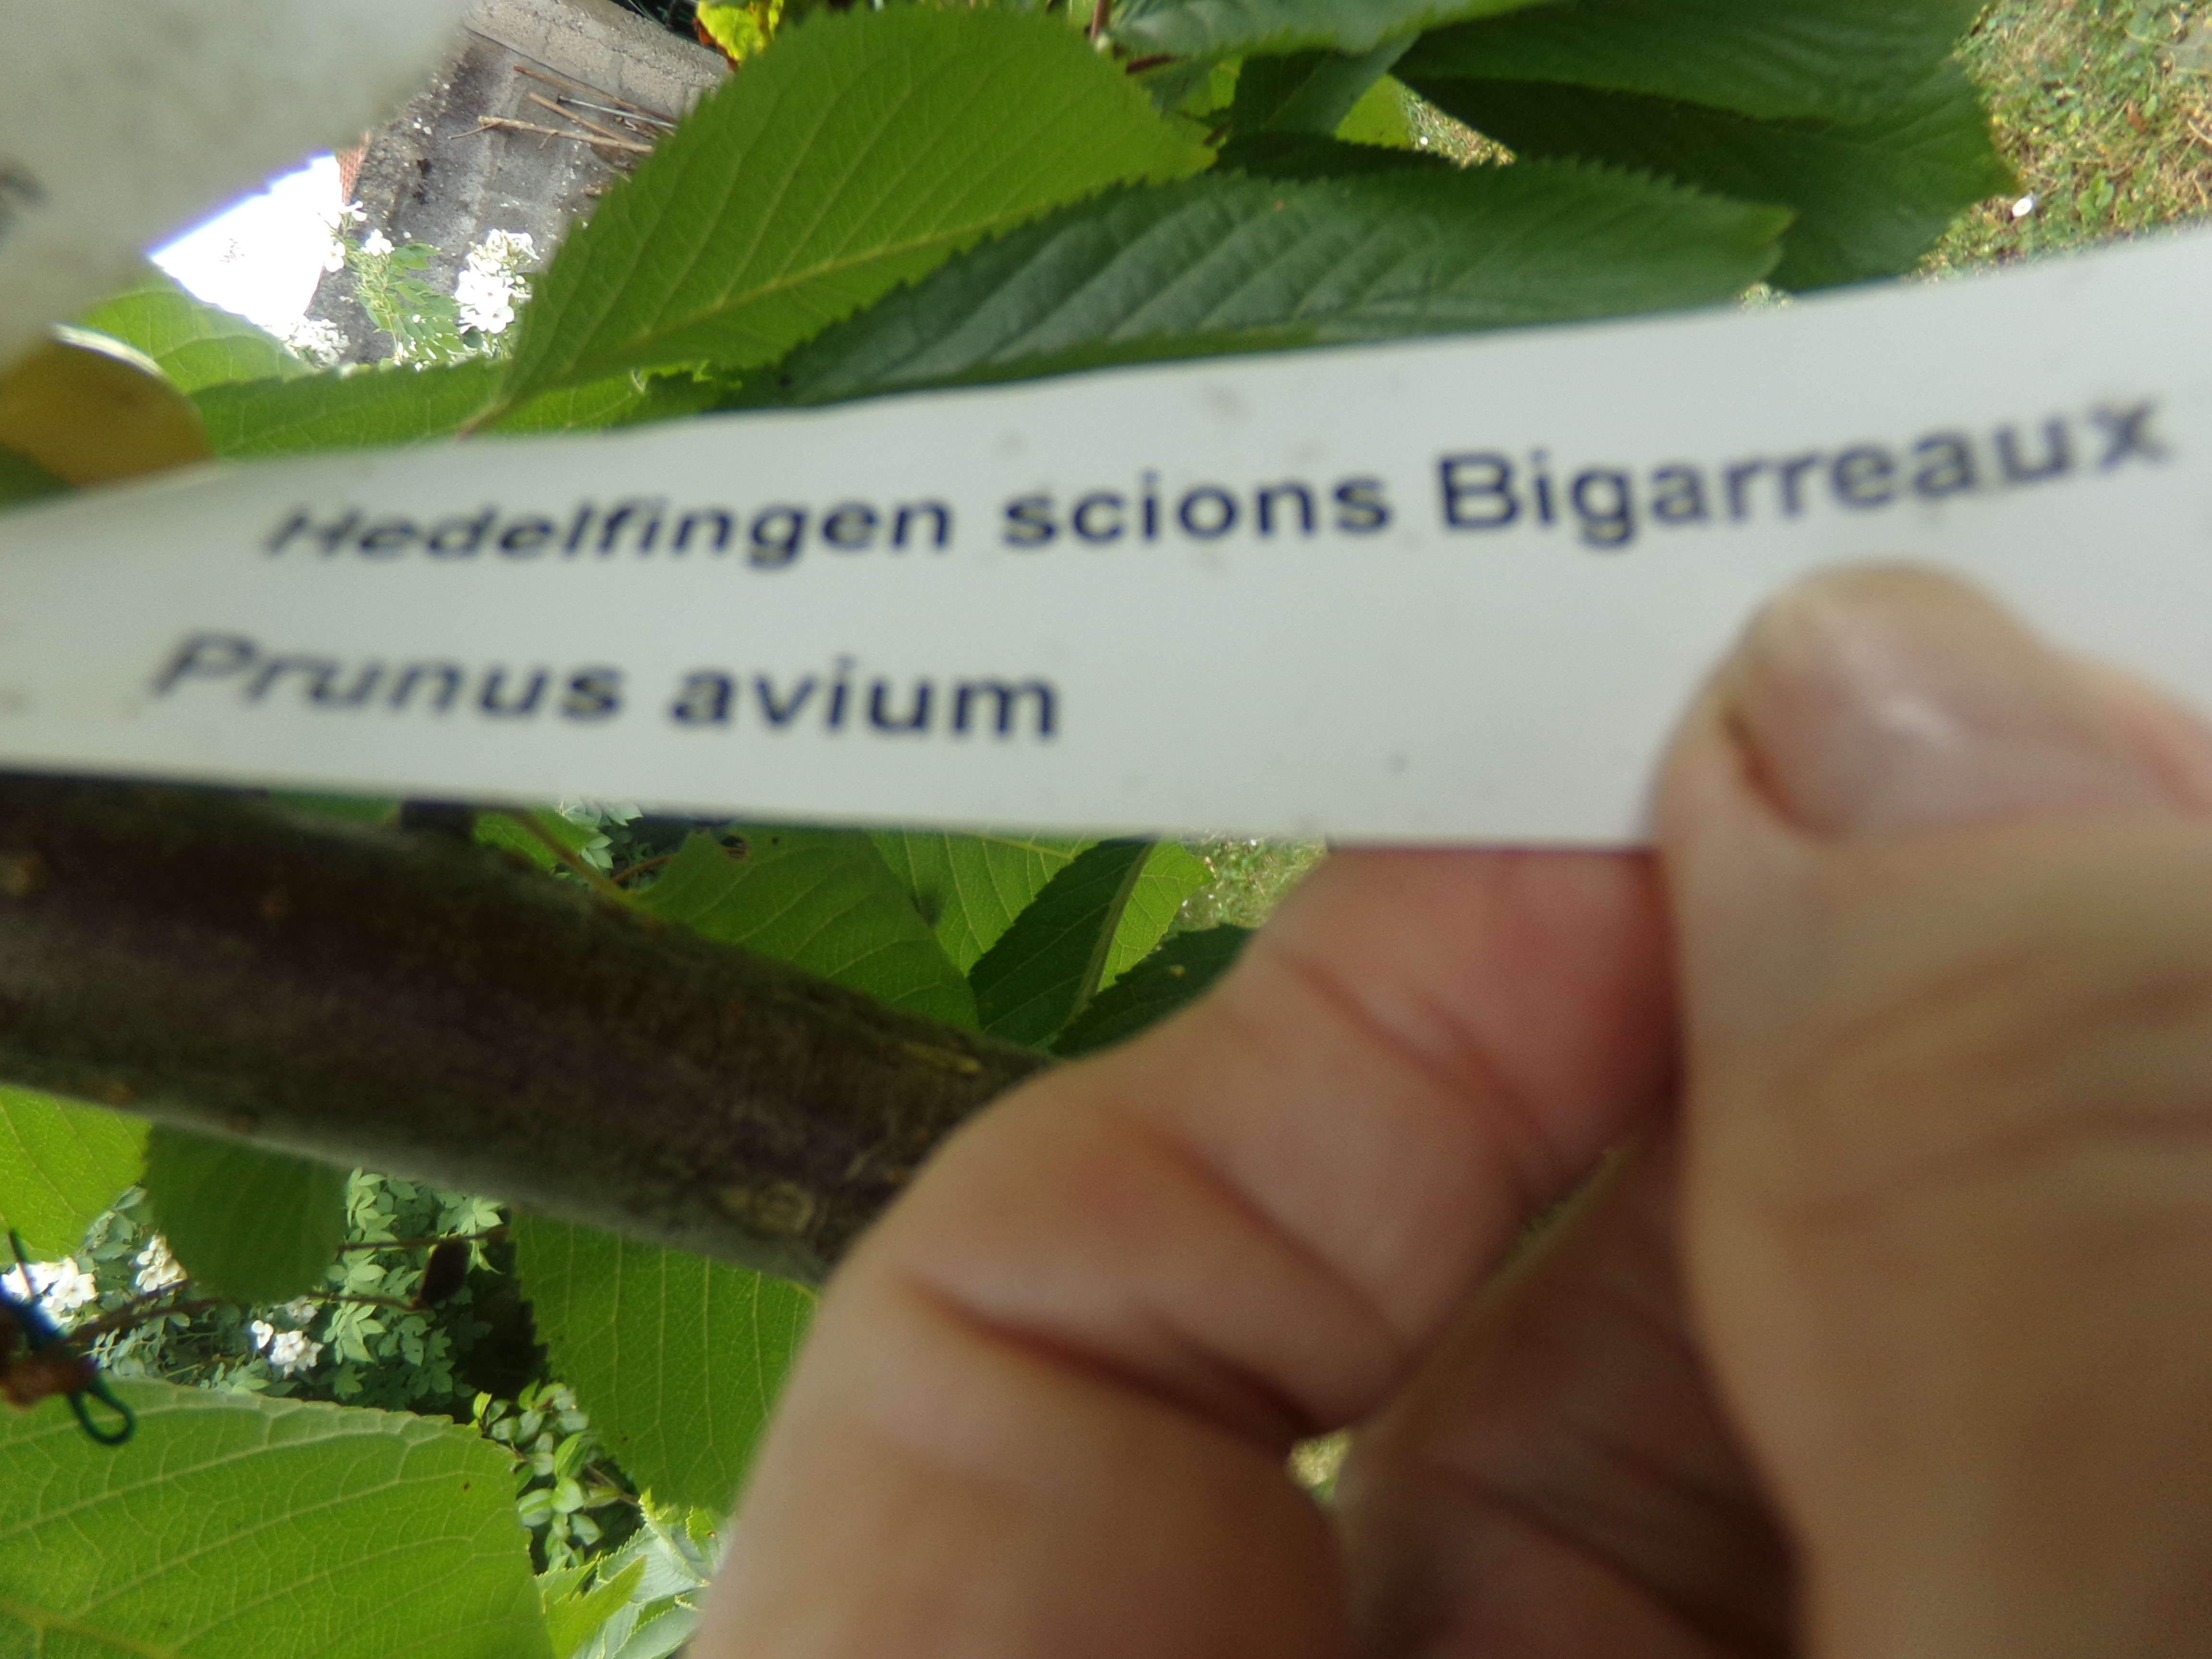 Hedelfingen scions Bigarreaux
Prunus avium